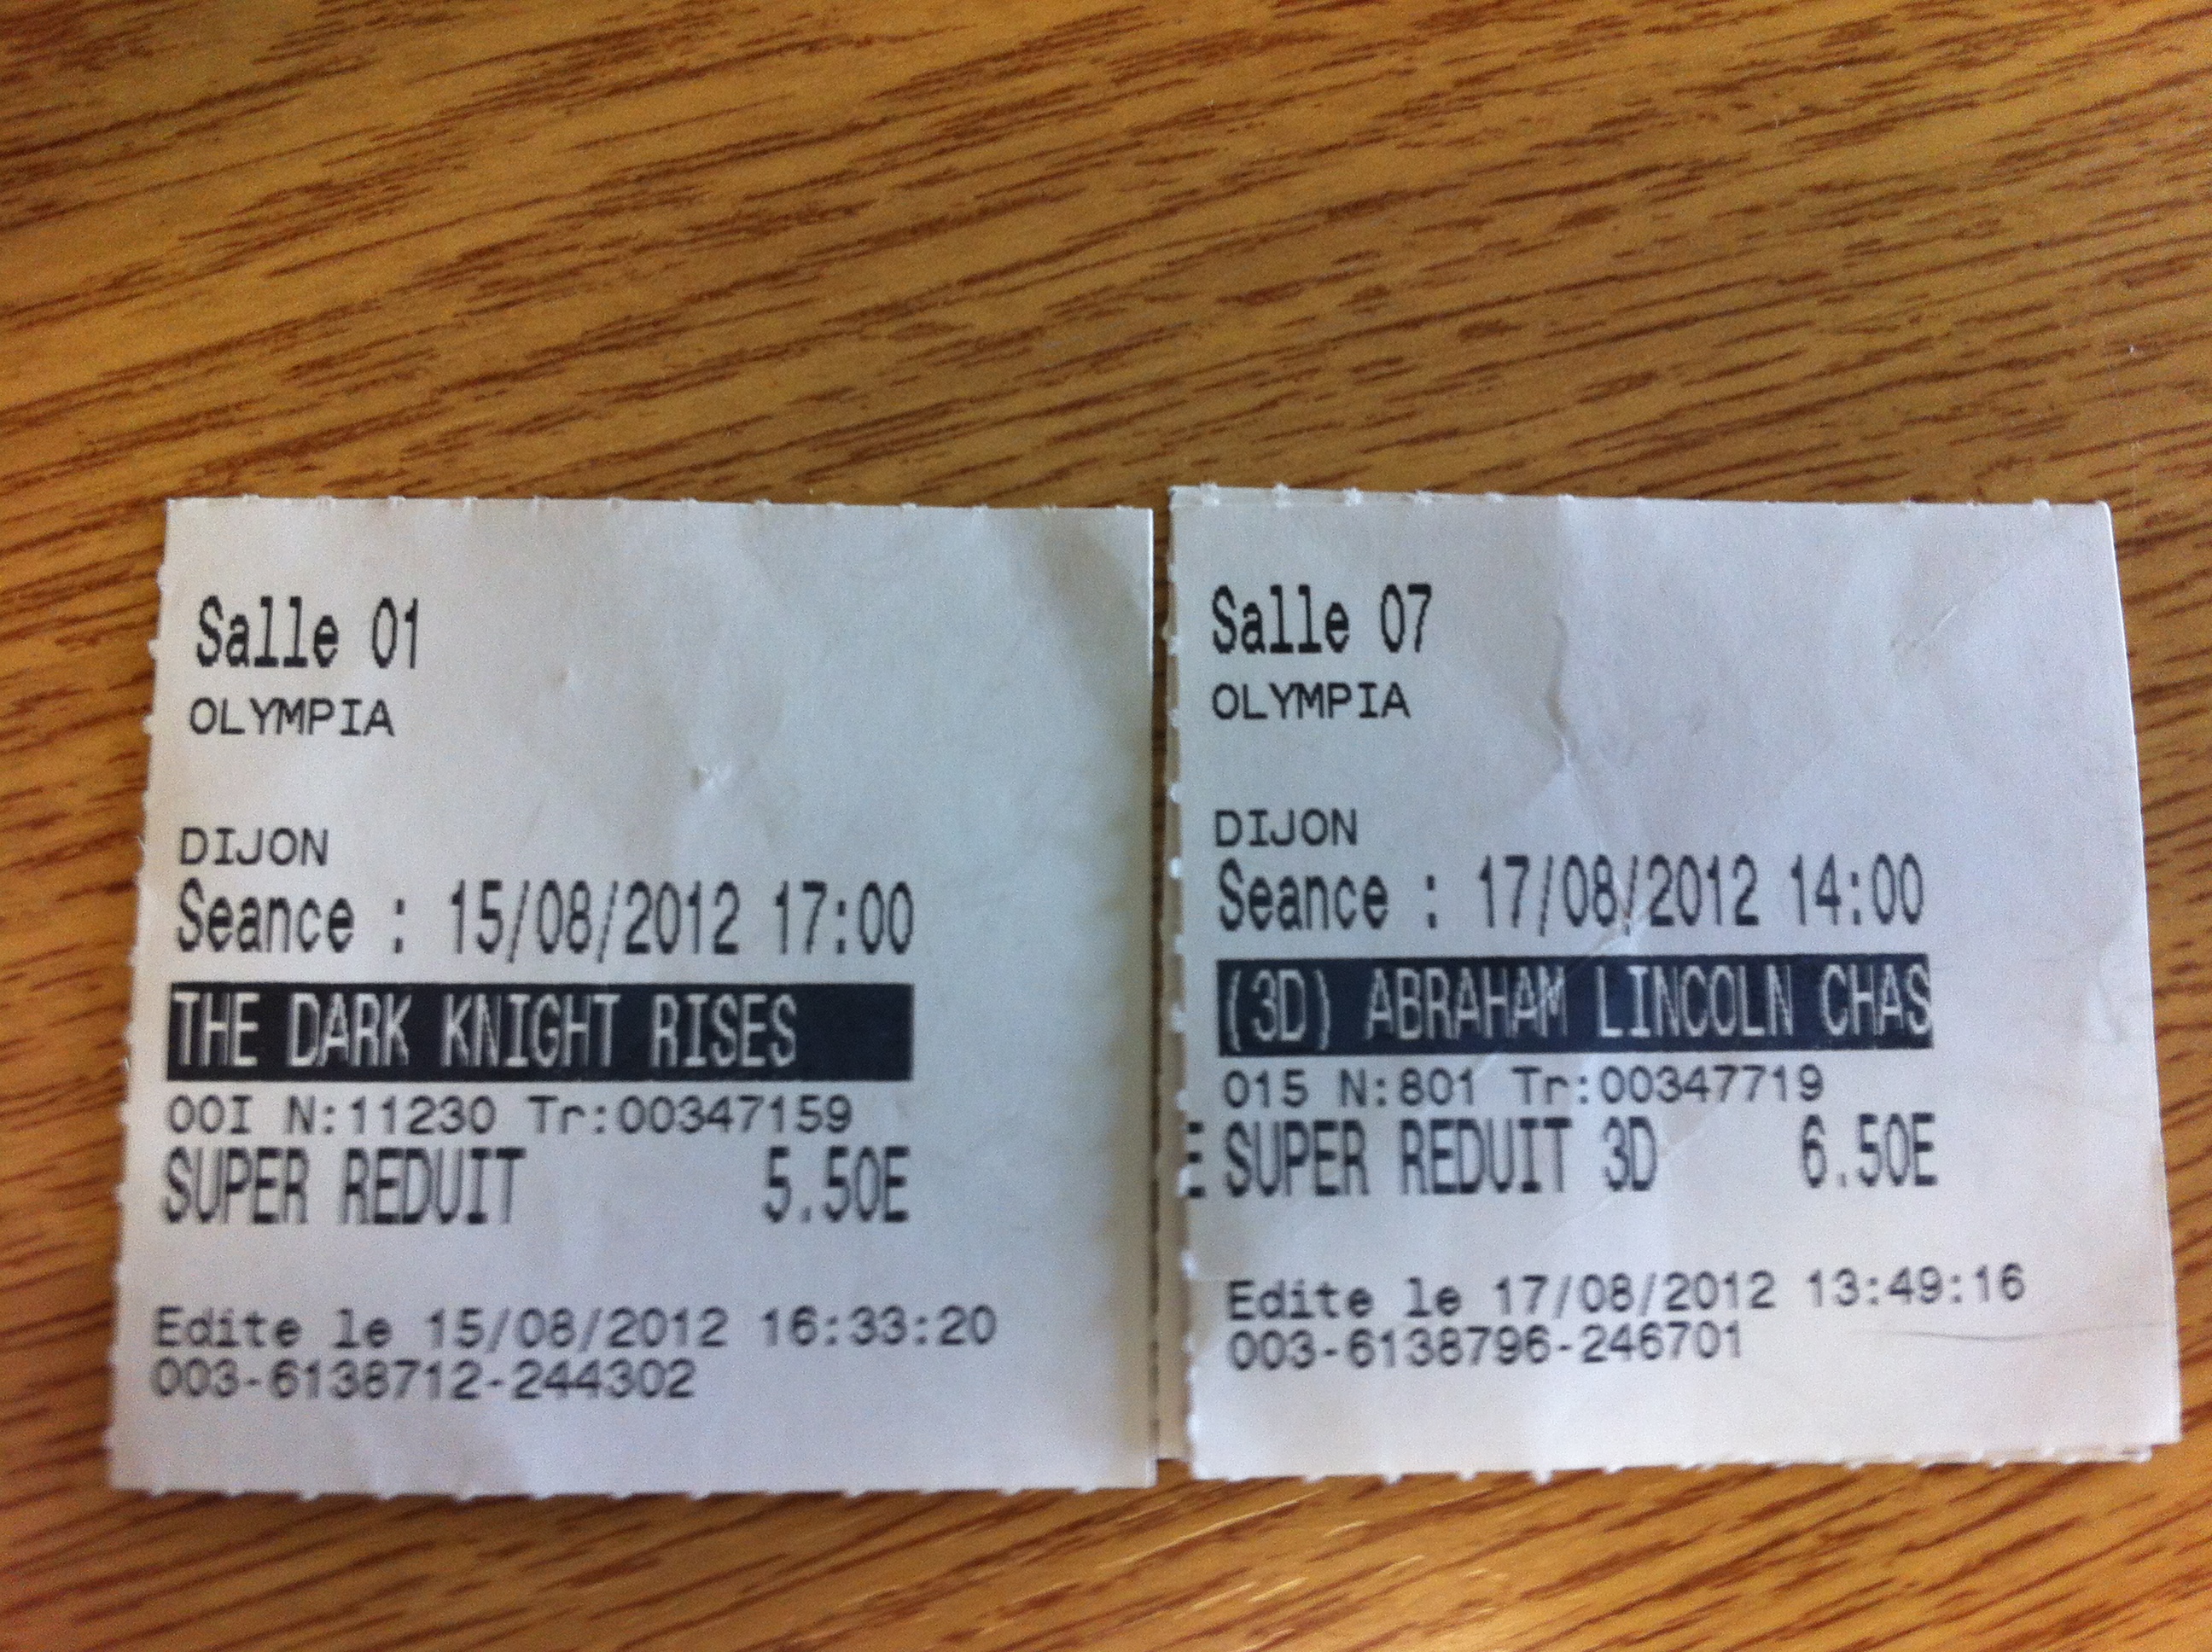 Salle 01
OLYMPIA
DIJON
Seance : 15/08/2012 17:00
THE DARK KNIGHT RISES
00I N:11230 Tr:00347159
SUPER REDUIT 5.50E
Edite le 15/08/2012 16:33:20
003-6138712-244302
Salle 07
OLYMPIA
DIJON
Seance : 17/08/2012 14:00
(3D) ABRAHAM LINCOLN CHAS
015 N:801 Tr:00347719
E SUPER REDUIT 3D 6.50E
Edite le 17/08/2012 13:49:16
003-6138796-246701